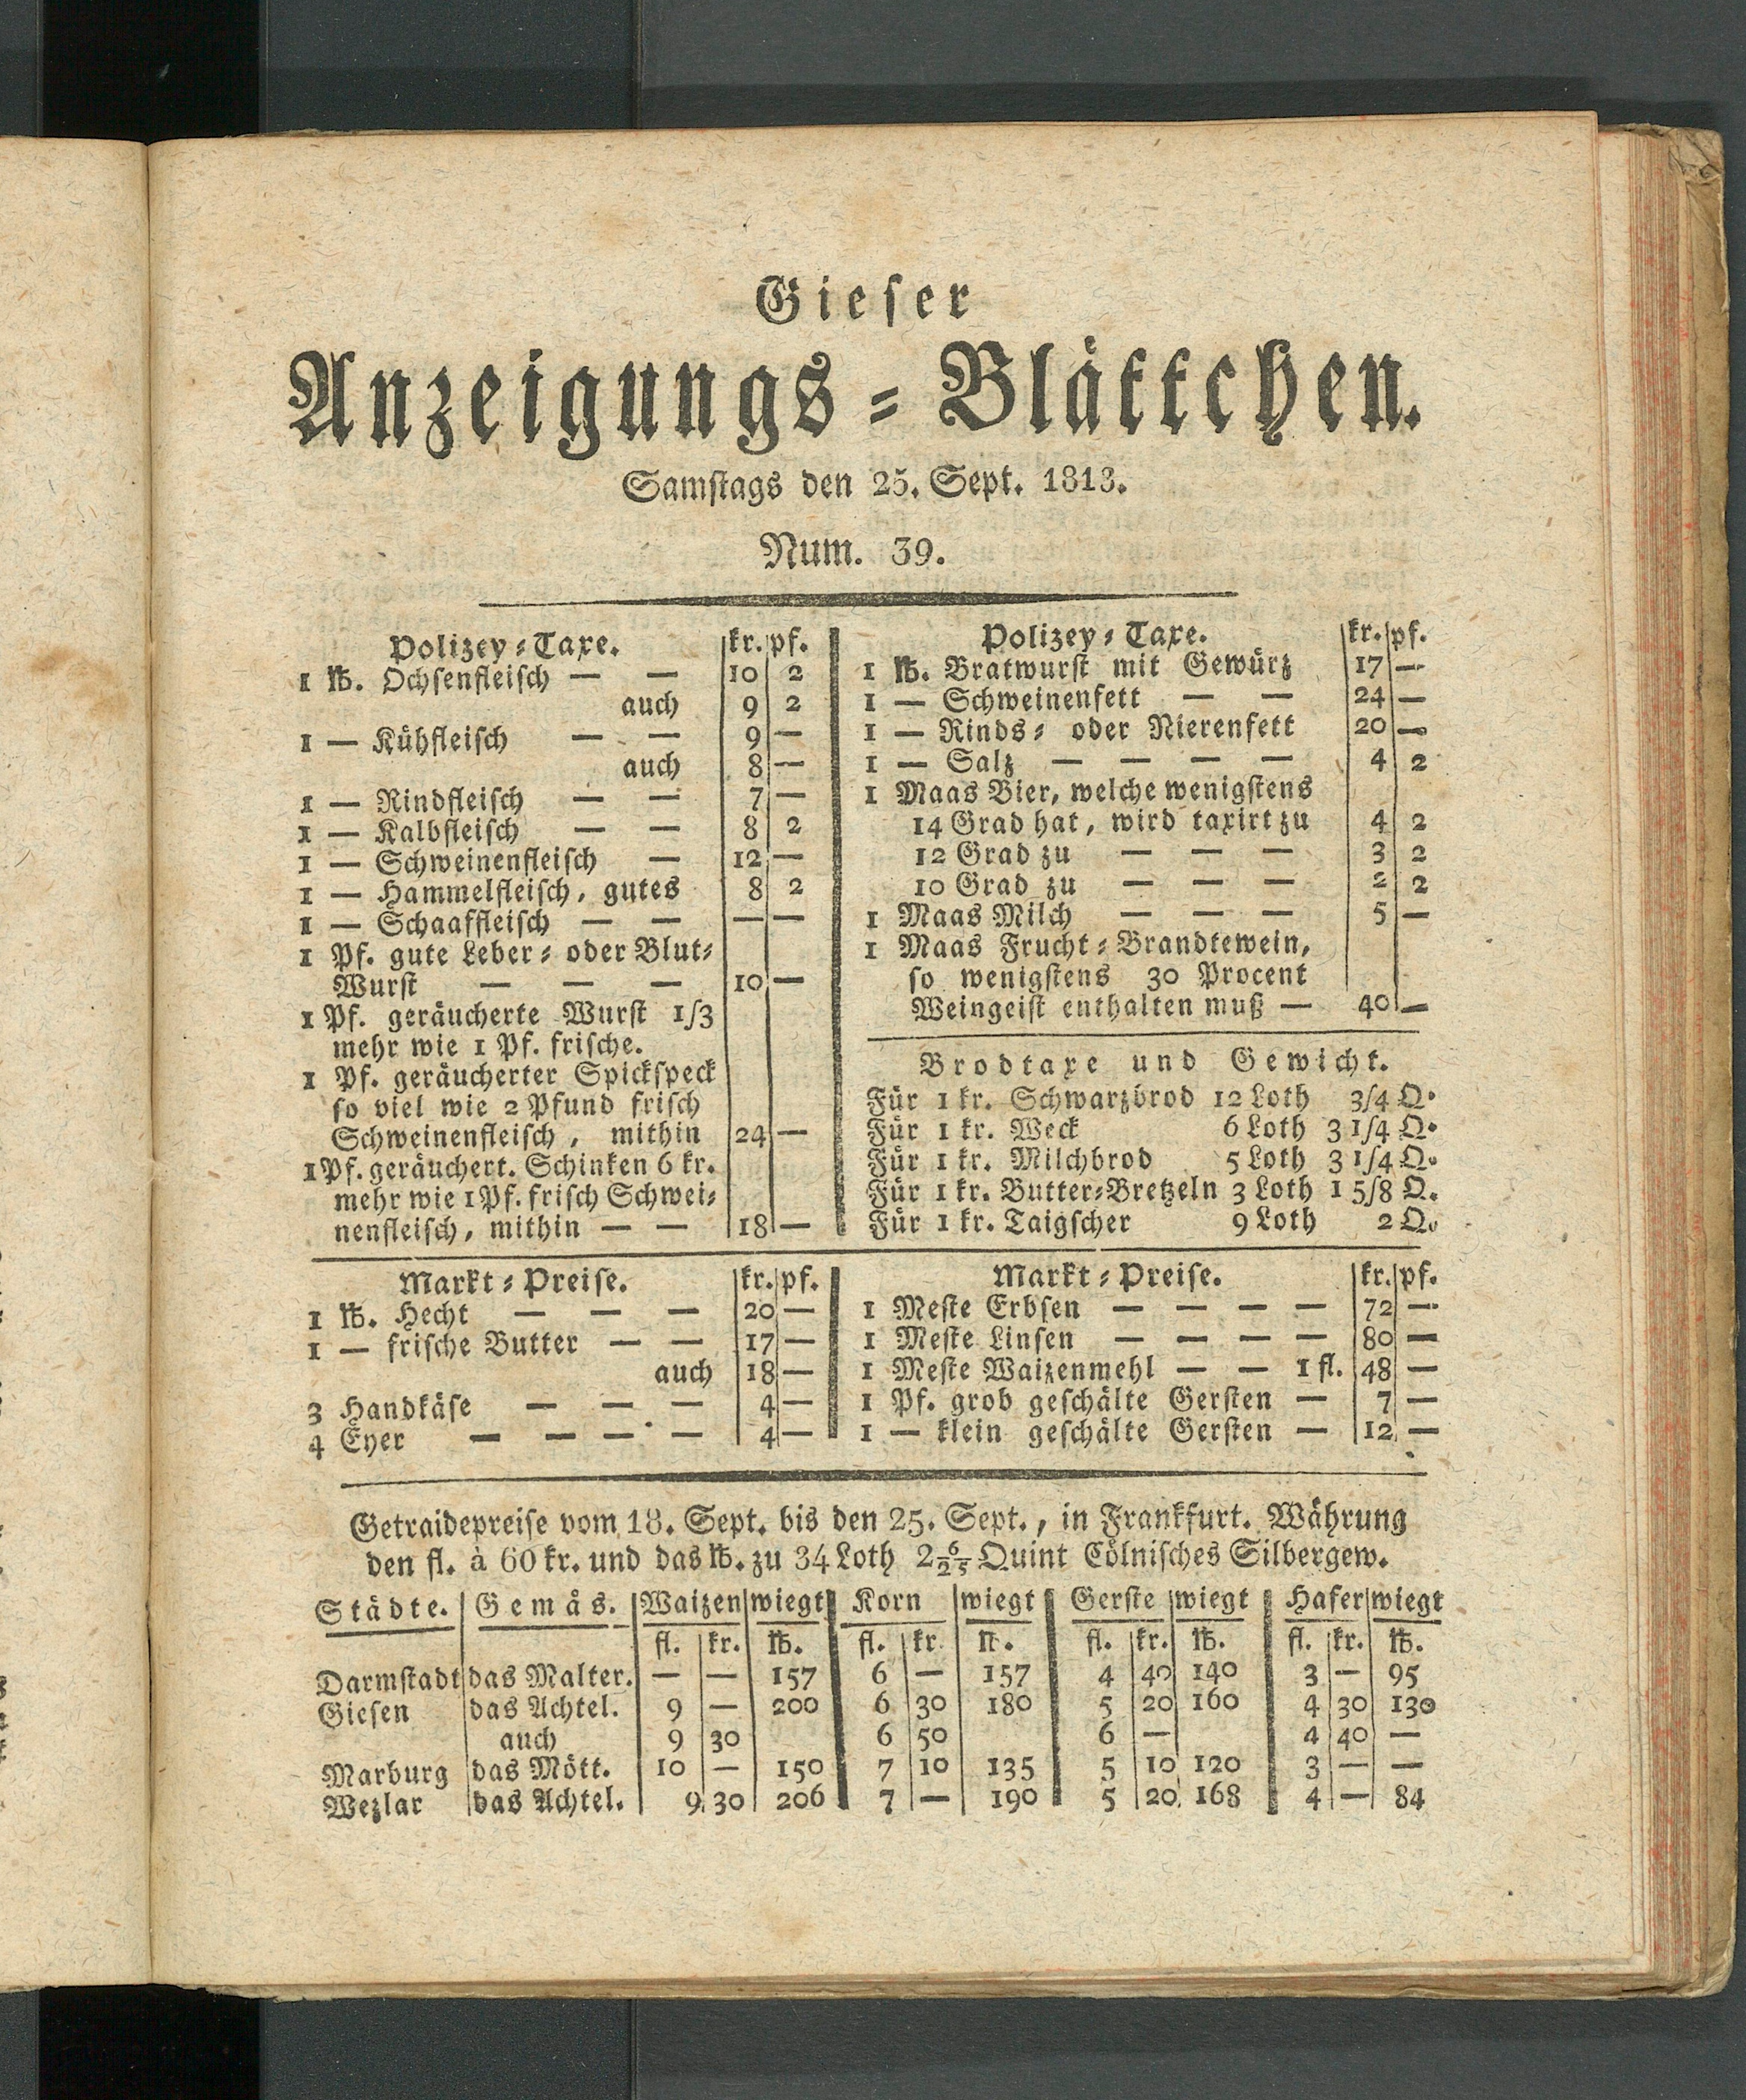 Gieser
Anzeigungs-Blättchen.
Samstags den 25. Sept. 1813.
Num. 39.
Polizey-Taxe. kr. pf.
1 ℔. Ochsenfleisch — — 10 2
auch 9 2
1 — Kühfleisch — — 9 —
auch 8 —
1 — Rindfleisch — — 7 —
1 — Kalbfleisch — — 8 2
1 — Schweinenfleisch — 12 —
1 — Hammelfleisch, gutes 8 2
1 — Schaaffleisch — — — —
1 Pf. gute Leber- oder Blut-
Wurst — — — 10 —
1 Pf. geräucherte Wurst 1/3
mehr wie 1 Pf. frische.
1 Pf. geräucherter Spickspeck
so viel wie 2 Pfund frisch
Schweinenfleisch, mithin 24 —
1 Pf. geräuchert. Schinken 6 kr.
mehr wie 1 Pf. frisch Schwei-
nenfleisch, mithin — — 18 —
Polizey-Taxe. kr. pf.
1 ℔. Bratwurst mit Gewürz 17 —
1 — Schweinenfett — — 24 —
1 — Rinds- oder Nierenfett 20 —
1 — Salz — — — — 4 2
1 Maas Bier, welche wenigstens
14 Grad hat, wird taxirt zu 4 2
12 Grad zu — — — 3 2
10 Grad zu — — — 2 2
1 Maas Milch — — — 5 —
1 Maas Frucht-Brandtewein,
so wenigstens 30 Procent
Weingeist enthalten muß — 40 —
Brodtaxe und Gewicht.
Für 1 kr. Schwarzbrod 12 Loth 3/4 Q.
Für 1 kr. Weck 6 Loth 3 1/4 Q.
Für 1 kr. Milchbrod 5 Loth 3 1/4 Q.
Für 1 kr. Butter-Bretzeln 3 Loth 1 5/8 Q.
Für 1 kr. Taigscher 9 Loth 2 Q.
Markt-Preise. kr. pf.
1 ℔. Hecht — — — 20 —
1 — frische Butter — — 17 —
auch 18 —
3 Handkäse — — — 4 —
4 Eyer — — — — 4 —
Markt-Preise. kr. pf.
1 Meste Erbsen — — — — 72 —
1 Meste Linsen — — — — 80 —
1 Meste Waizenmehl — — 1 fl. 48 —
1 Pf. grob geschälte Gersten — 7 —
1 — klein geschälte Gersten — 12 —
Getraidepreise vom 18. Sept. bis den 25. Sept., in Frankfurt. Währung
den fl. à 60 kr. und das ℔. zu 34 Loth 2 6/25 Quint Cölnisches Silbergew.
Städte. Gemäs. Waizen wiegt Korn wiegt Gerste wiegt Hafer wiegt
fl. kr. ℔. fl. kr ℔. fl. kr. ℔. fl. kr. ℔.
Darmstadt das Malter. — — 157 6 — 157 4 40 140 3 — 95
Giesen das Achtel. 9 — 200 6 30 180 5 20 160 4 30 130
auch 9 30 6 50 6 — 4 40 —
Marburg das Mött. 10 — 150 7 10 135 5 10 120 3 — —
Wezlar das Achtel. 9 30 206 7 — 190 5 20 168 4 — 84